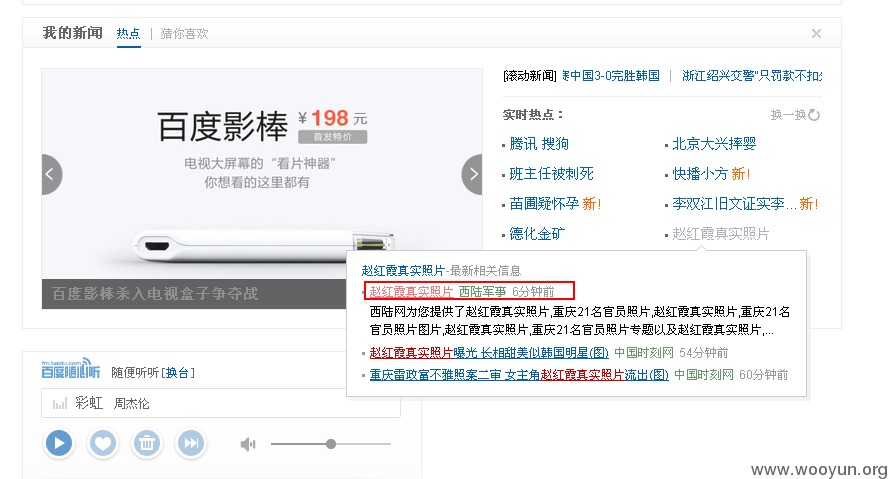 我的新闻 热点 | 猜你喜欢 ×
百度影棒 ¥198元
首发特价
电视大屏幕的“看片神器”
你想看的这里都有
百度影棒杀入电视盒子争夺战
[滚动新闻] 中国3-0完胜韩国 | 浙江绍兴交警“只罚款不扣
实时热点: 换一换
腾讯 搜狗 北京大兴摔婴
班主任被刺死 快播小方 新!
苗圃疑怀孕 新! 李双江旧文证实李... 新!
德化金矿 赵红霞真实照片
赵红霞真实照片-最新相关信息
赵红霞真实照片 西陆军事 6分钟前
西陆网为您提供了赵红霞真实照片,重庆21名官员照片,赵红霞真实照片,重庆21名
官员照片图片,赵红霞真实照片,重庆21名官员照片专题以及赵红霞真实照片,...
赵红霞真实照片曝光 长相甜美似韩国明星(图) 中国时刻网 54分钟前
重庆雷政富不雅照案二审 女主角赵红霞真实照片流出(图) 中国时刻网 60分钟前
fm.baidu.com
百度随心听 随便听听[换台]
彩虹 周杰伦
www.wooyun.org